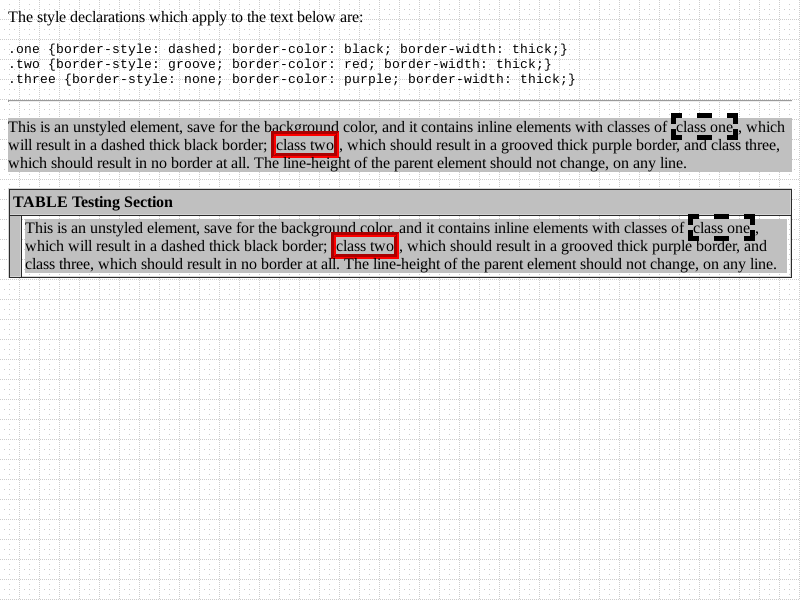 The style declarations which apply to the text below are:
.one {border-style: dashed; border-color: black; border-width: thick;}
.two {border-style: groove; border-color: red; border-width: thick;}
.three {border-style: none; border-color: purple; border-width: thick;}
This is an unstyled element, save for the background color, and it contains inline elements with classes of class one, which
will result in a dashed thick black border; class two, which should result in a grooved thick purple border, and class three,
which should result in no border at all. The line-height of the parent element should not change, on any line.
TABLE Testing Section
This is an unstyled element, save for the background color, and it contains inline elements with classes of class one,
which will result in a dashed thick black border; class two, which should result in a grooved thick purple border, and
class three, which should result in no border at all. The line-height of the parent element should not change, on any line.